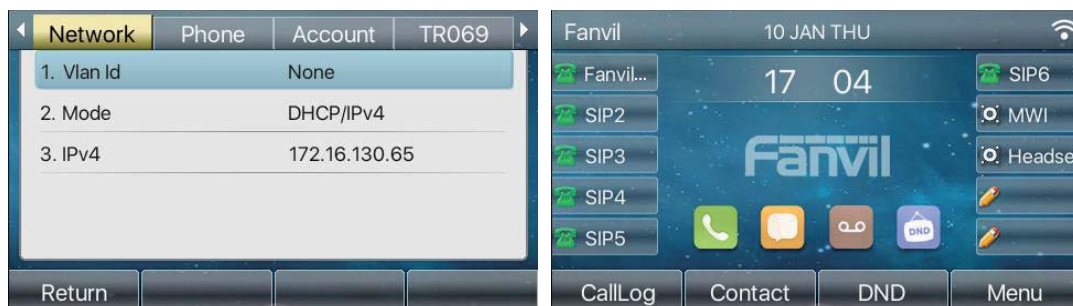 Network Phone Account TR069
1. Vlan Id None
2. Mode DHCP/IPv4
3. IPv4 172.16.130.65
Return
Fanvil 10 JAN THU
Fanvil... 17 04 SIP6
SIP2 MWI
SIP3 Fanvil Headse
SIP4
SIP5 DND
CallLog Contact DND Menu